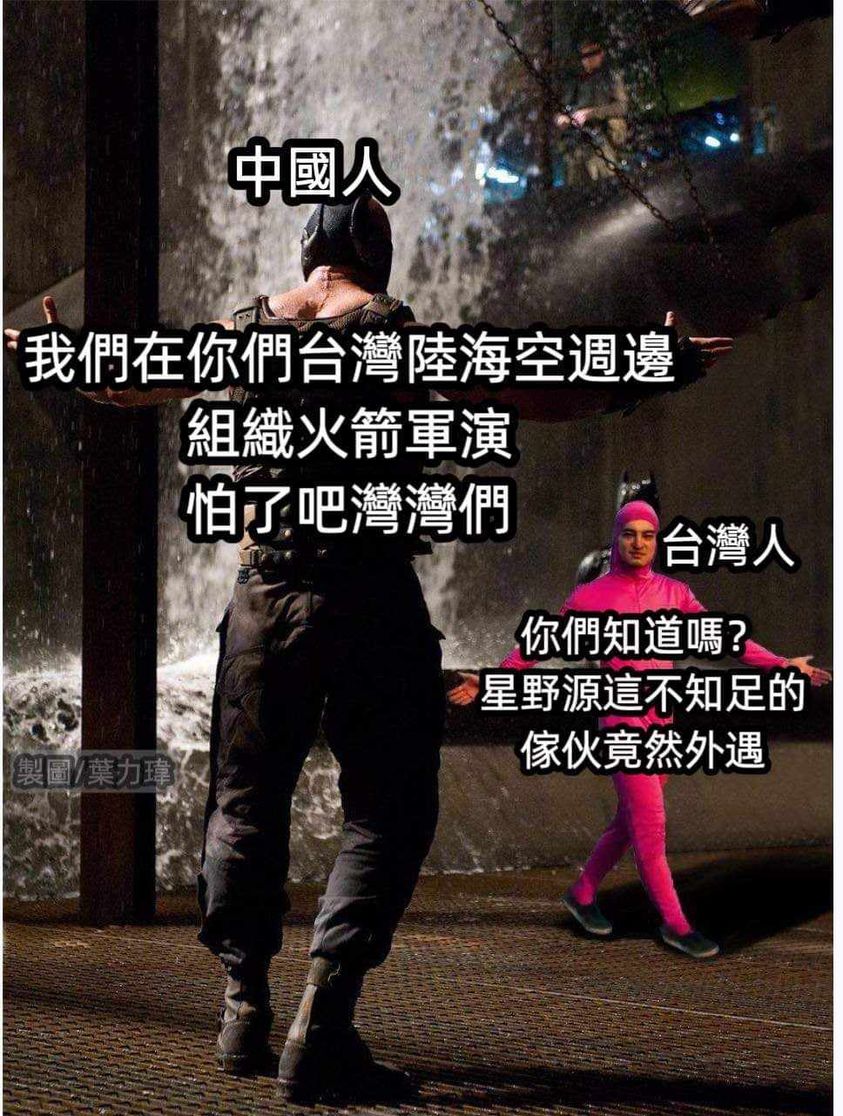 中國人
我們在你們台灣陸海空週邊
組織火箭軍演
怕了吧灣灣們
台灣人
你們知道嗎？
星野源這不知足的
傢伙竟然外遇
製圖/葉力瑋